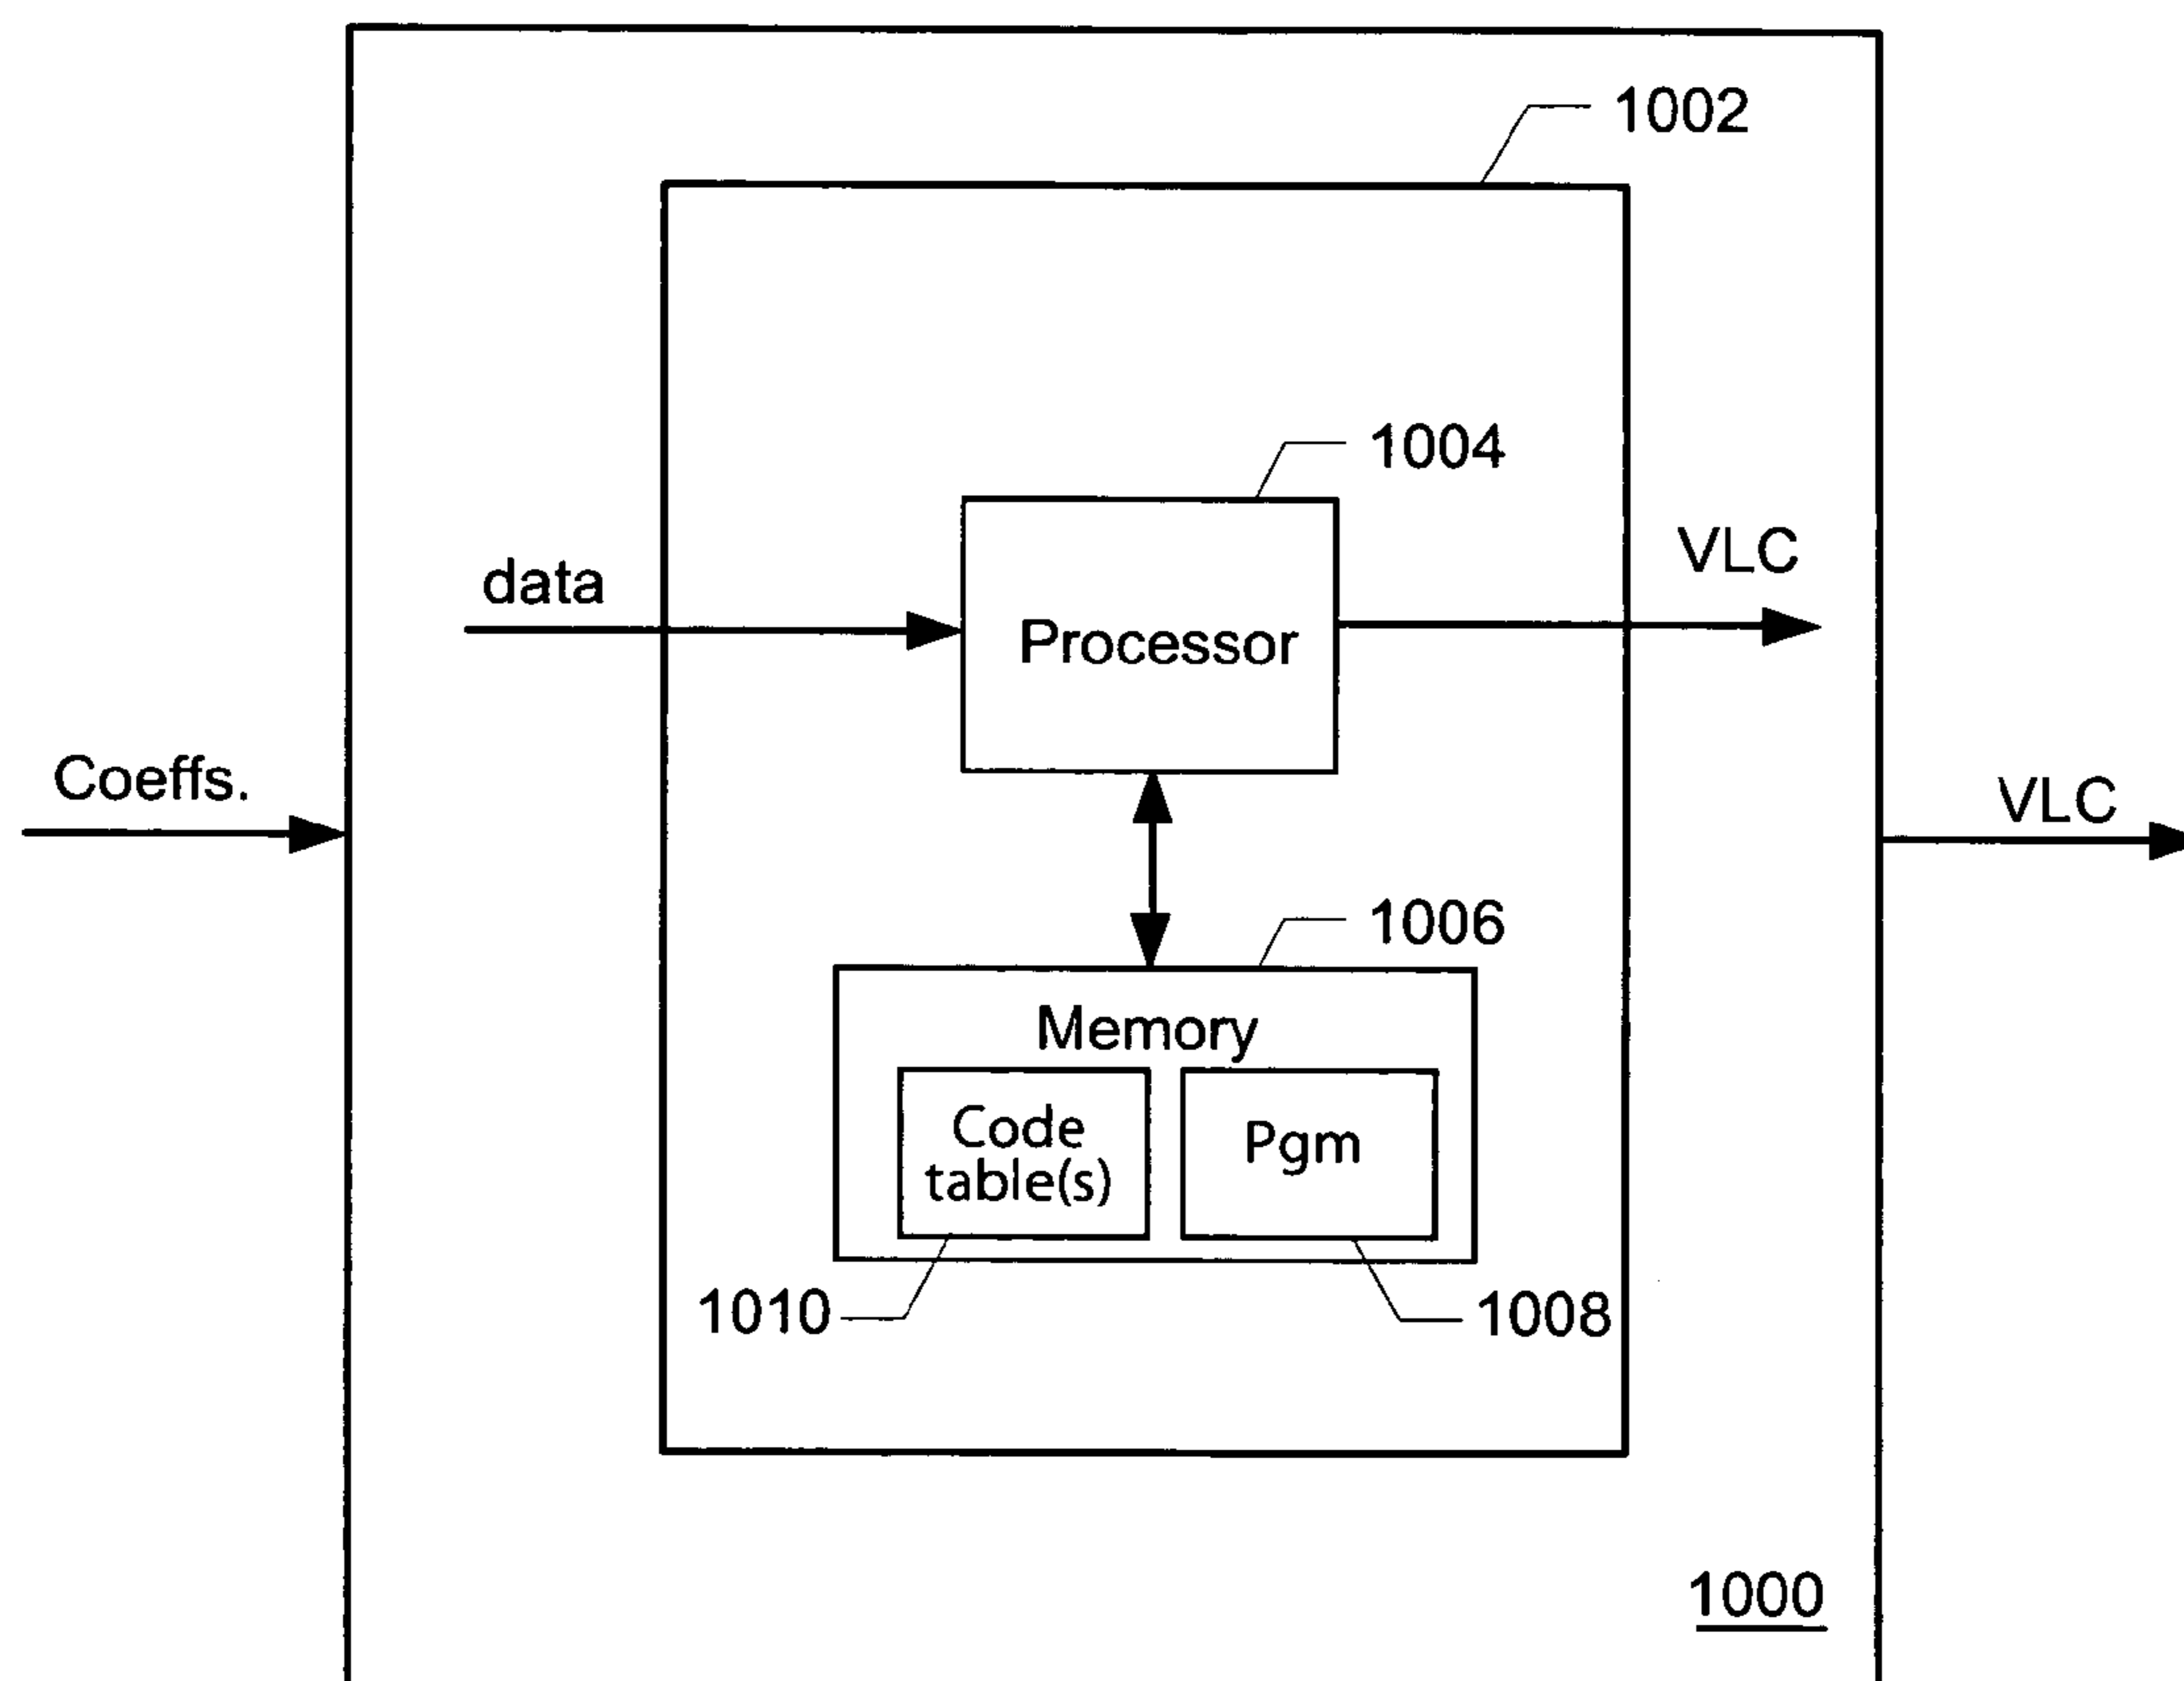 1002
1004
VLC
data
Processor
Coeffs.
VLC
1006
Memory
Code
table(s)
Pgm
1010
1008
1000